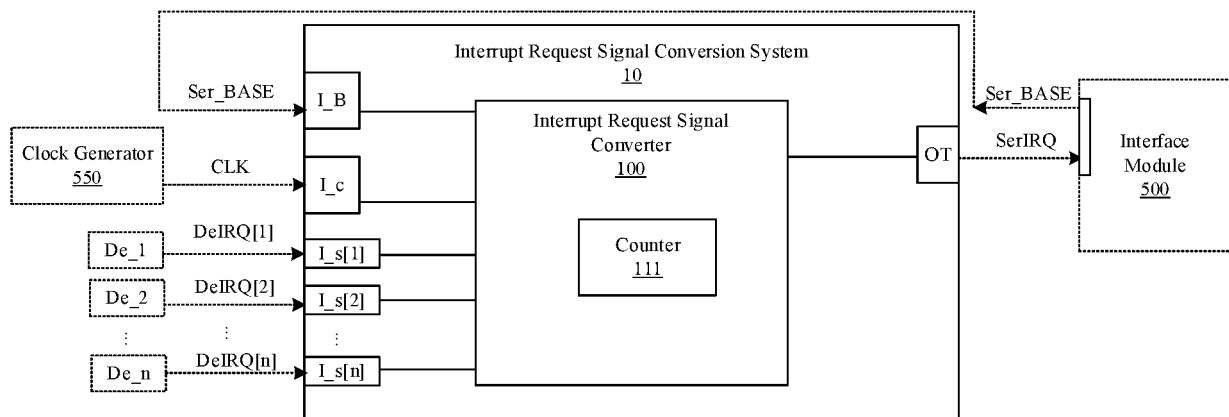 Interrupt Request Signal Conversion System
10
Ser_BASE
I_B
Clock Generator
550
CLK
I_c
Interrupt Request Signal
Converter
100
Counter
111
OT
Ser_BASE
SerIRQ
Interface
Module
500
De_1
DeIRQ[1]
I_s[1]
De_2
DeIRQ[2]
I_s[2]
De_n
DeIRQ[n]
I_s[n]